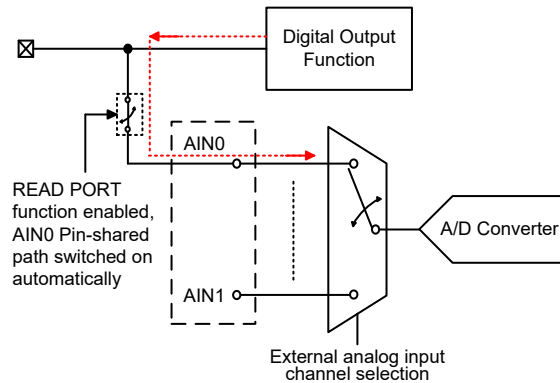 Digital Output
Function
AIN0
READ PORT
function enabled,
AIN0 Pin-shared
path switched on
automatically
A/D Converter
AIN1
External analog input
channel selection